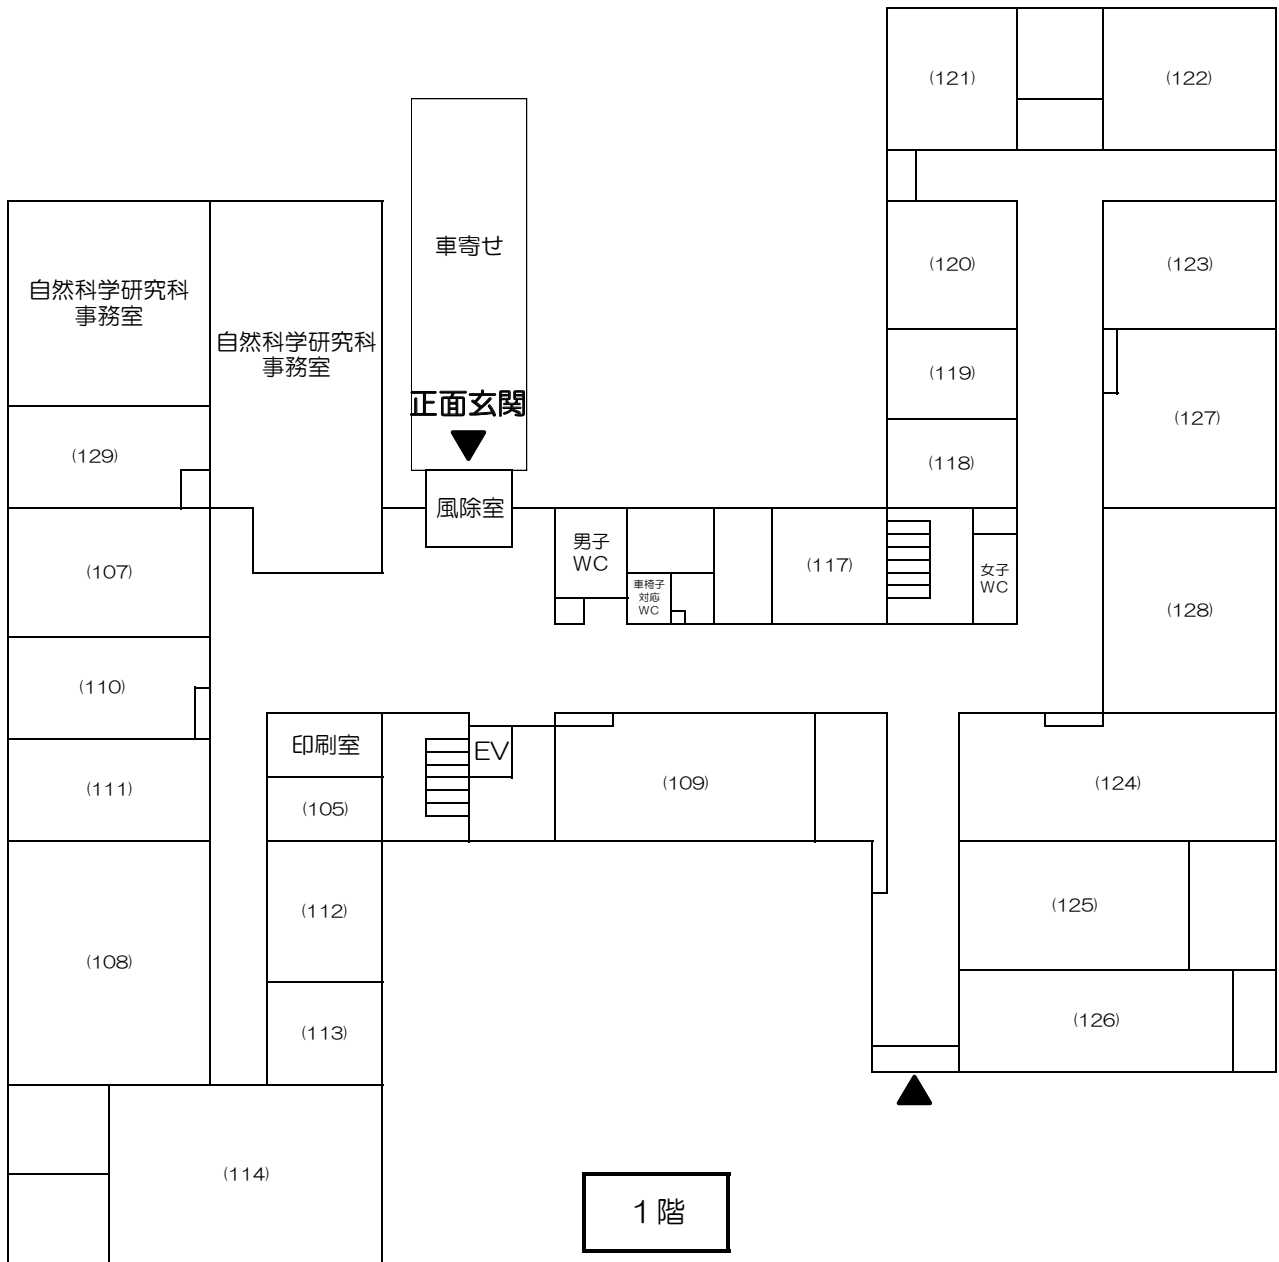 (121)
(122)
車寄せ
自然科学研究科
事務室
自然科学研究科
事務室
(120)
(123)
(119)
正面玄関
(127)
(129)
(118)
風除室
(107)
男子
WC
車椅子
対応
WC
(117)
女子
WC
(128)
(110)
印刷室
EV
(109)
(124)
(111)
(105)
(112)
(125)
(108)
(113)
(126)
(114)
1階